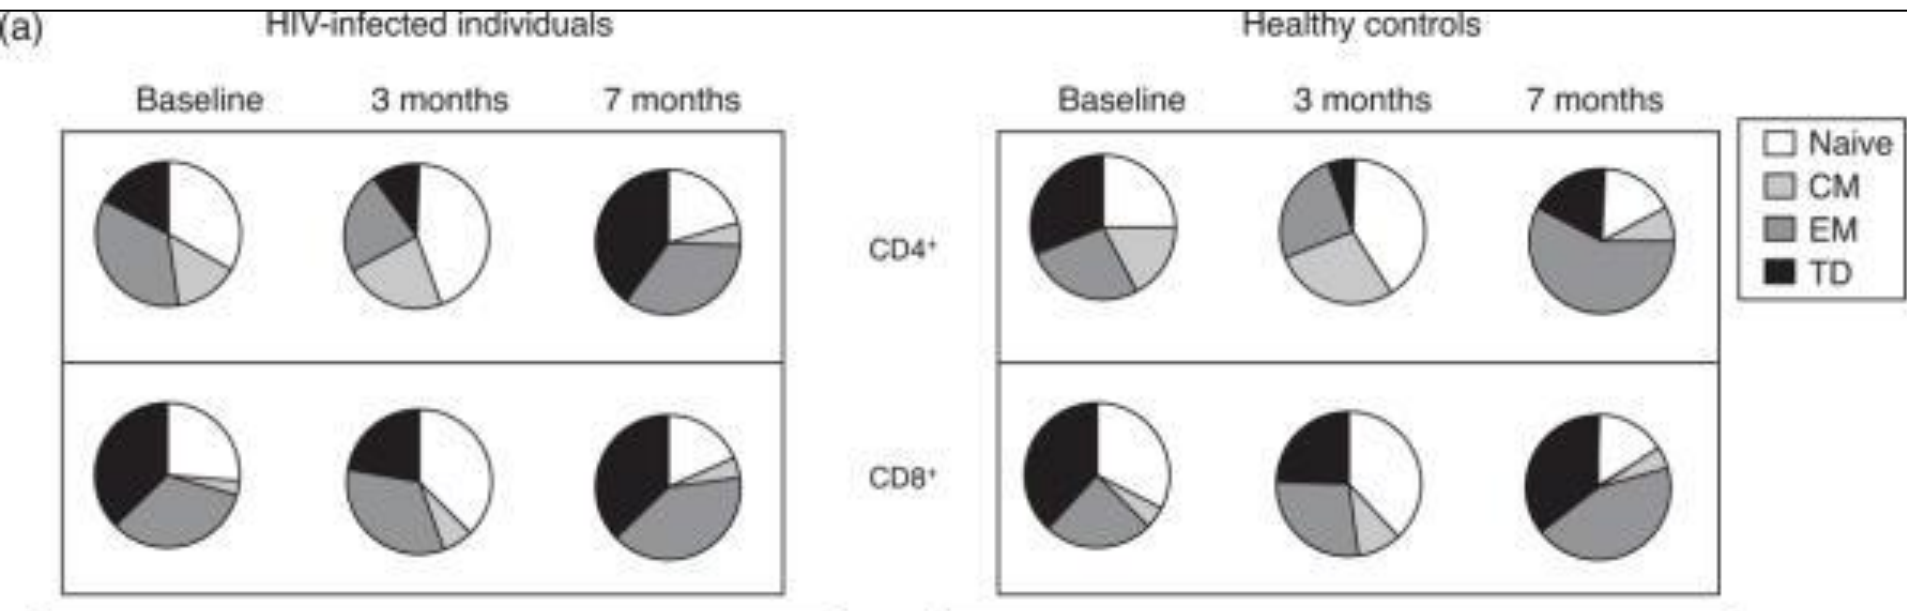 (a) HIV-infected individuals Healthy controls
Baseline 3 months 7 months Baseline 3 months 7 months
Naive
CM
EM
TD
CD4⁺
CD8⁺